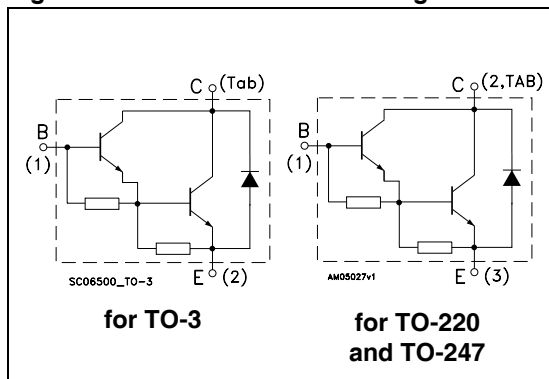 C (Tab)
B
(1)
E (2)
SC06500_TO-3
for TO-3
C (2,TAB)
B
(1)
E (3)
AM05027v1
for TO-220
and TO-247